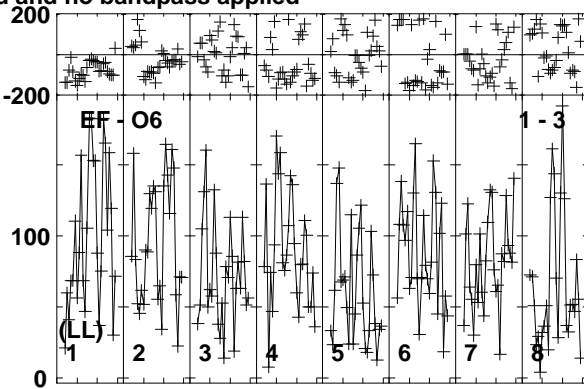 d and no bandpass applied
200
-200
EF - O6 1 - 3
100
(LL)
1 2 3 4 5 6 7 8
0